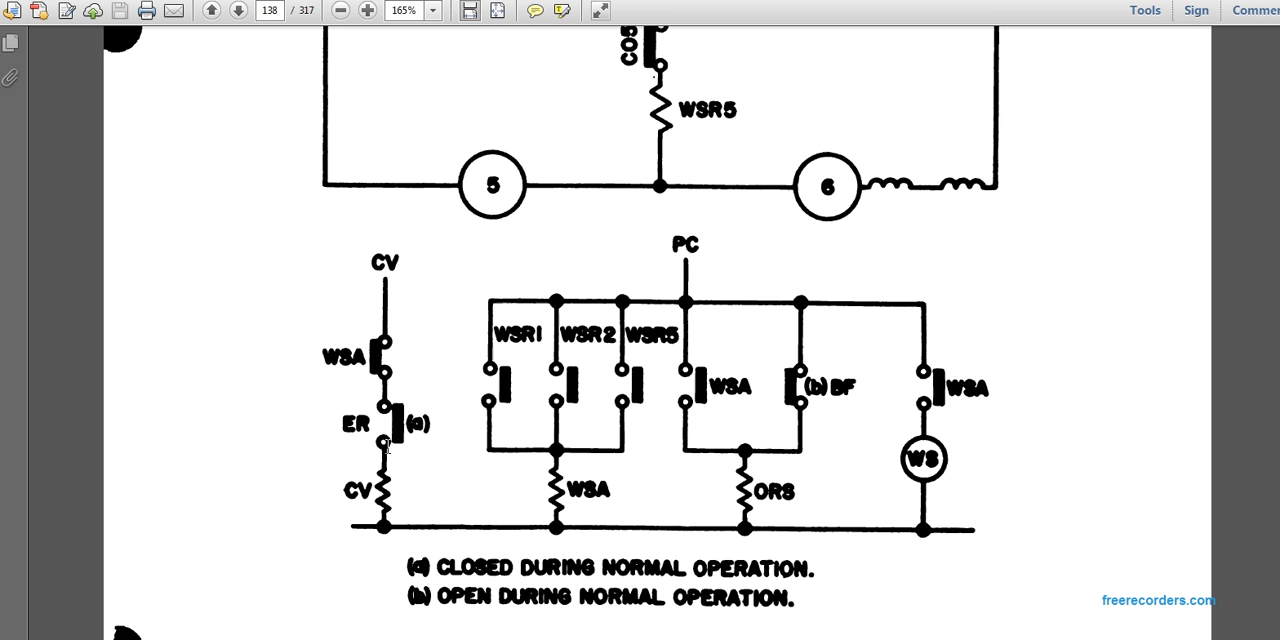 138 / 317
165%
Tools
Sign
COS
WSR5
5
6
PC
CV
WSR1
WSR2
WSR5
WSA
WSA
(b) BF
WSA
ER
(a)
WS
CV
WSA
ORS
(a) CLOSED DURING NORMAL OPERATION.
(b) OPEN DURING NORMAL OPERATION.
freerecorders.com